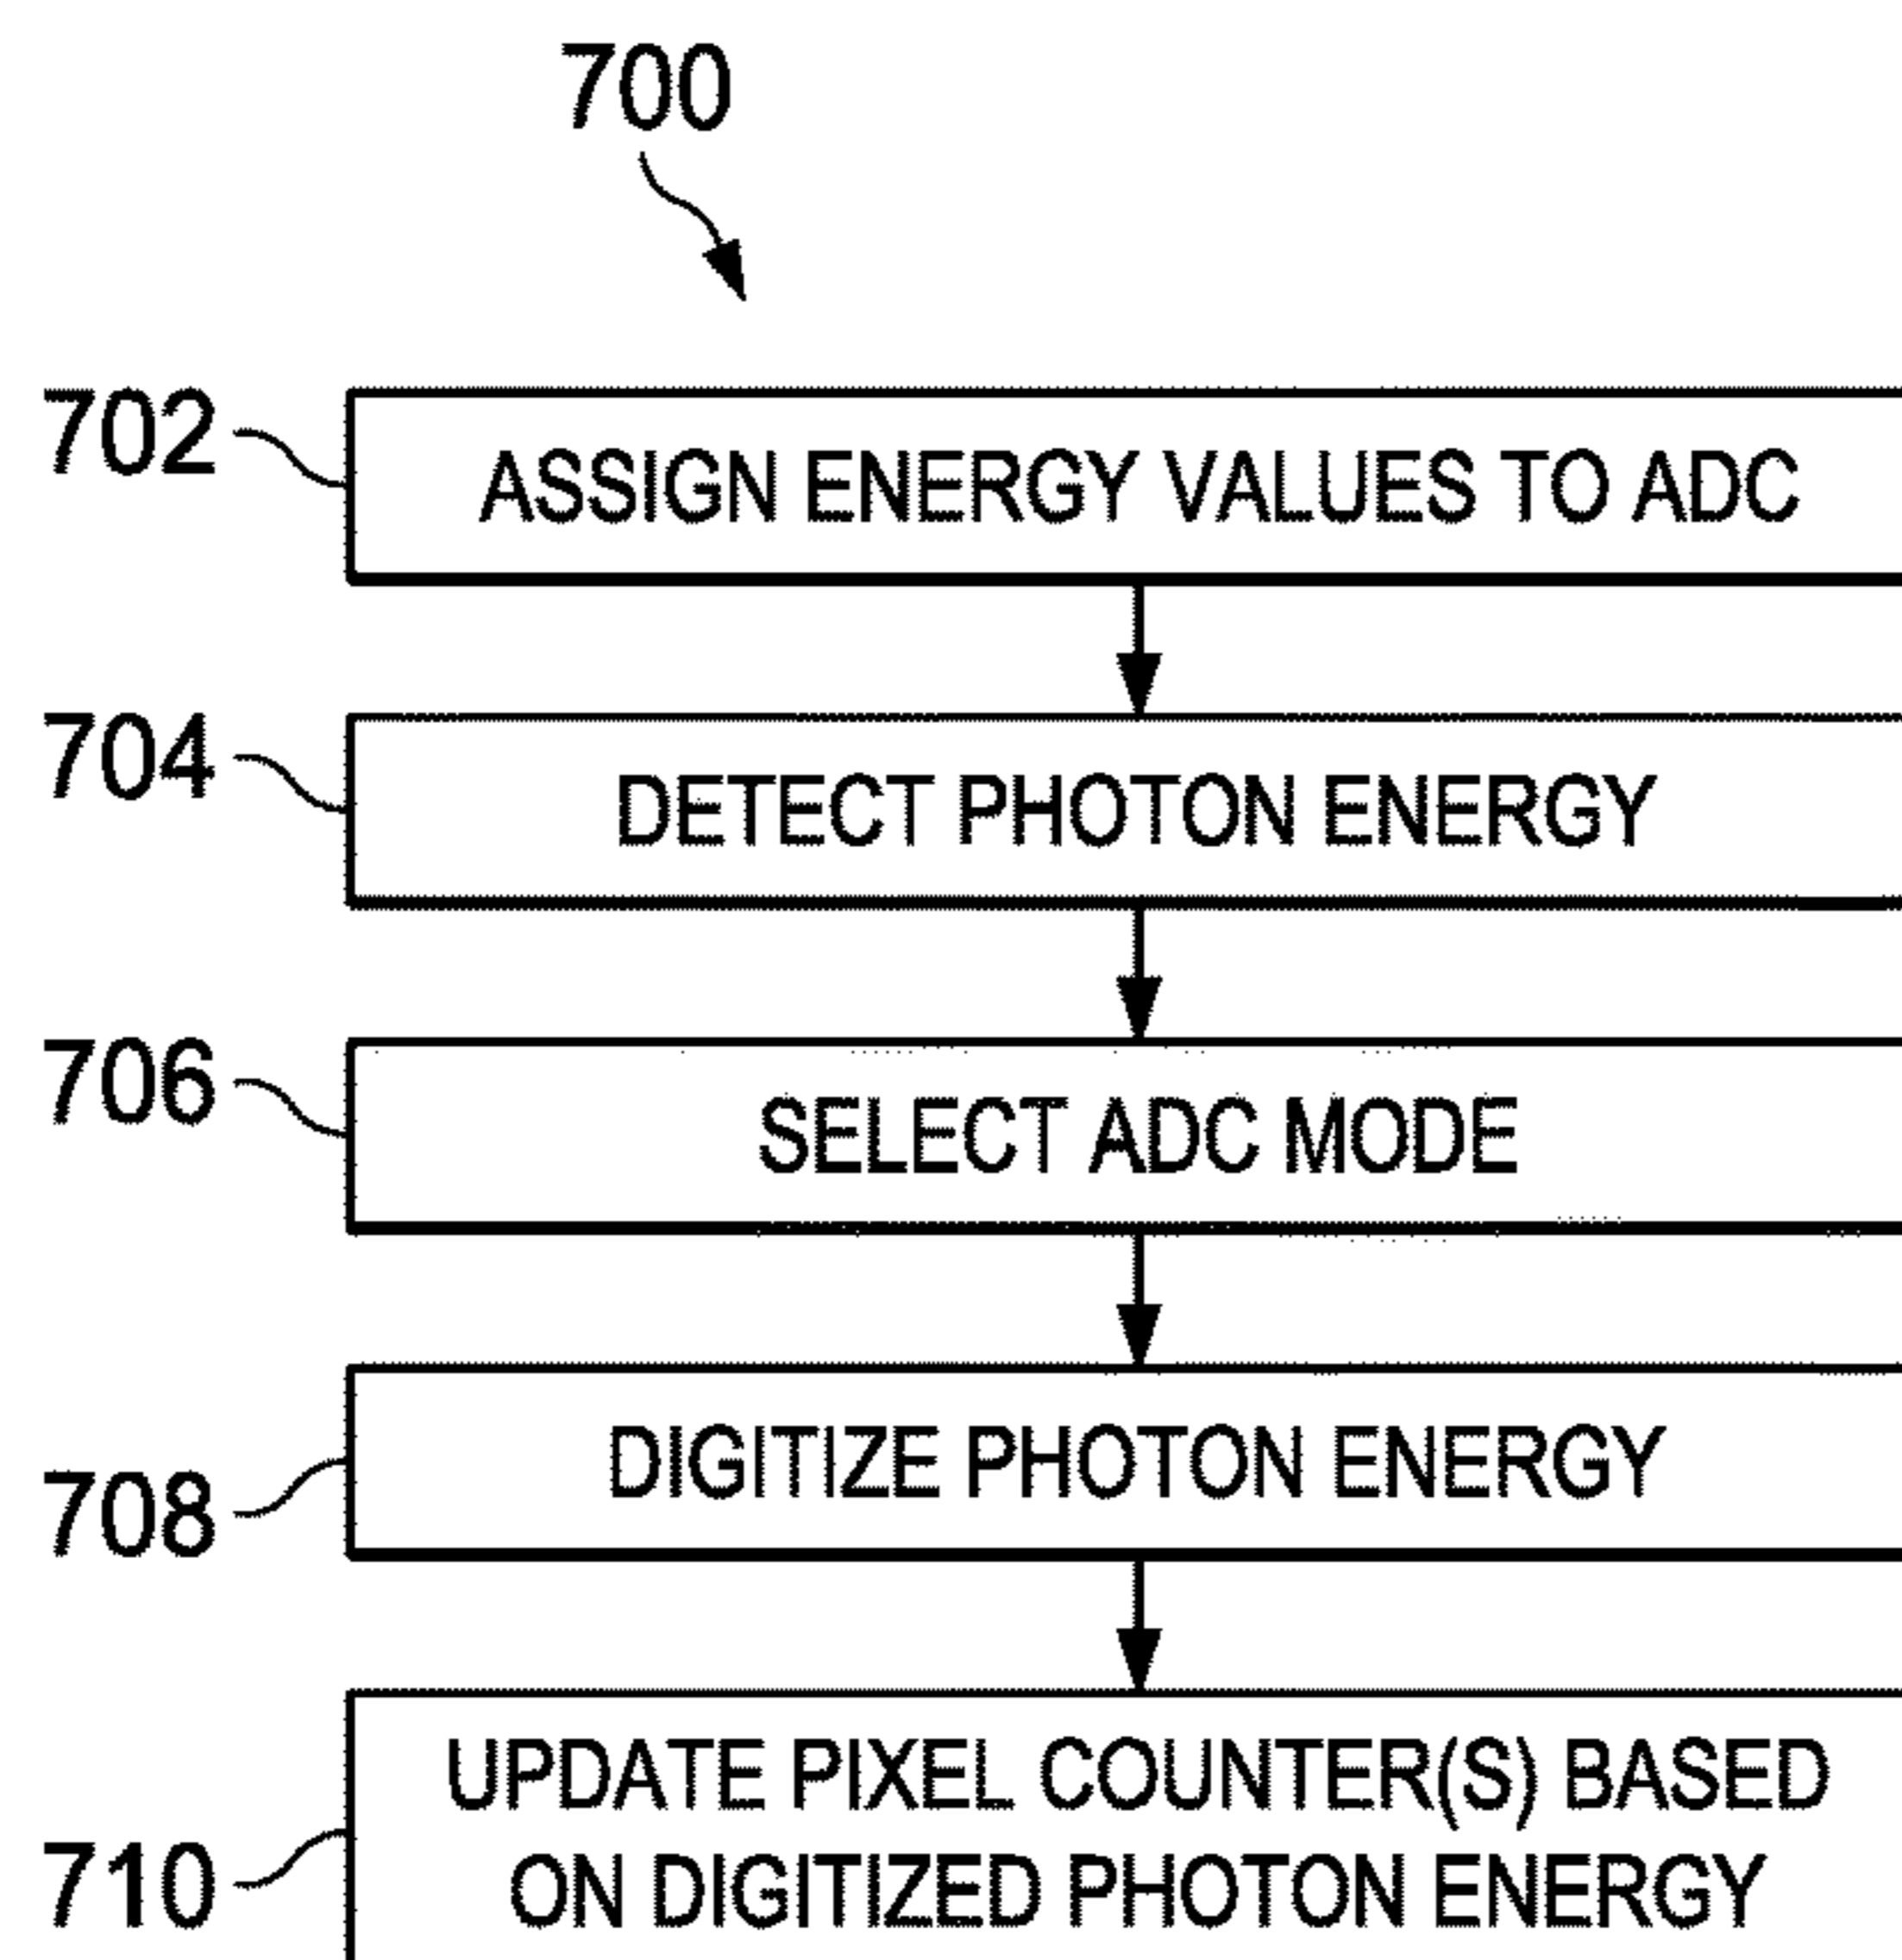 700
702
ASSIGN ENERGY VALUES TO ADC
704
DETECT PHOTON ENERGY
706
SELECT ADC MODE
708
DIGITIZE PHOTON ENERGY
710
UPDATE PIXEL COUNTER(S) BASED
ON DIGITIZED PHOTON ENERGY